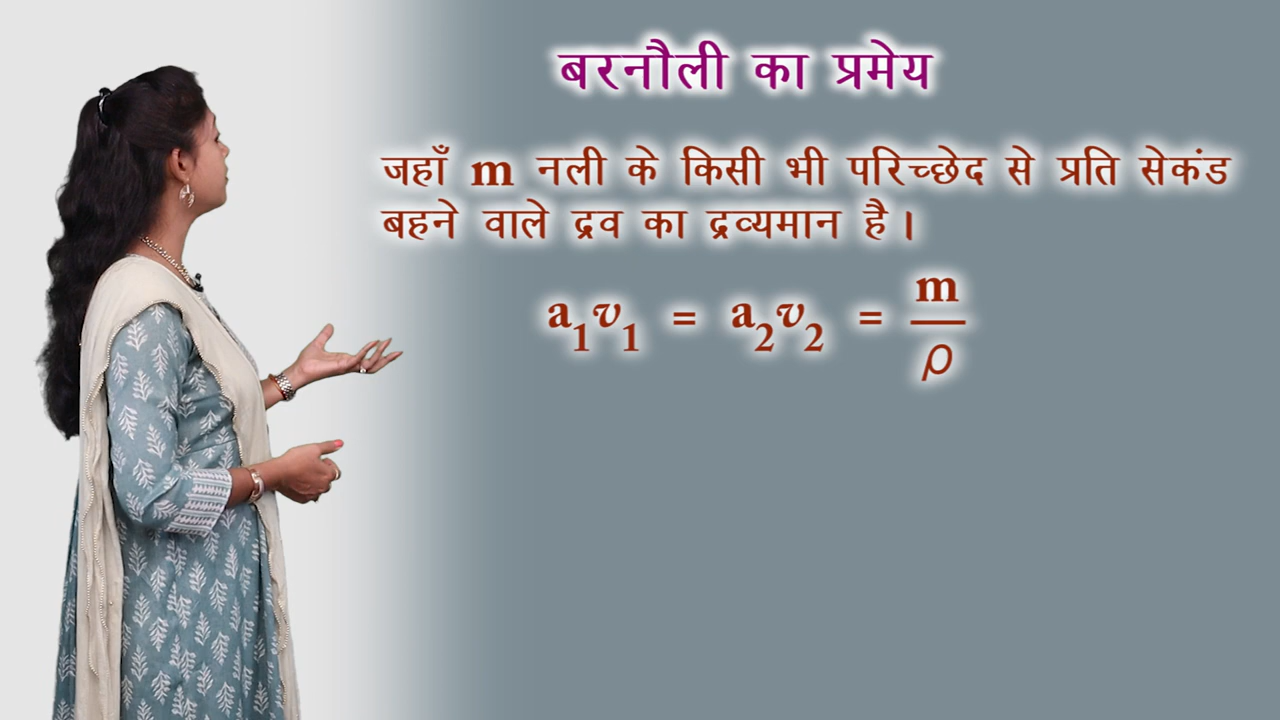 बरनौली का प्रमेय
जहाँ m नली के किसी भी परिच्छेद से प्रति सेकंड
बहने वाले द्रव का द्रव्यमान है।
a₁v₁ = a₂v₂ = m/ρ